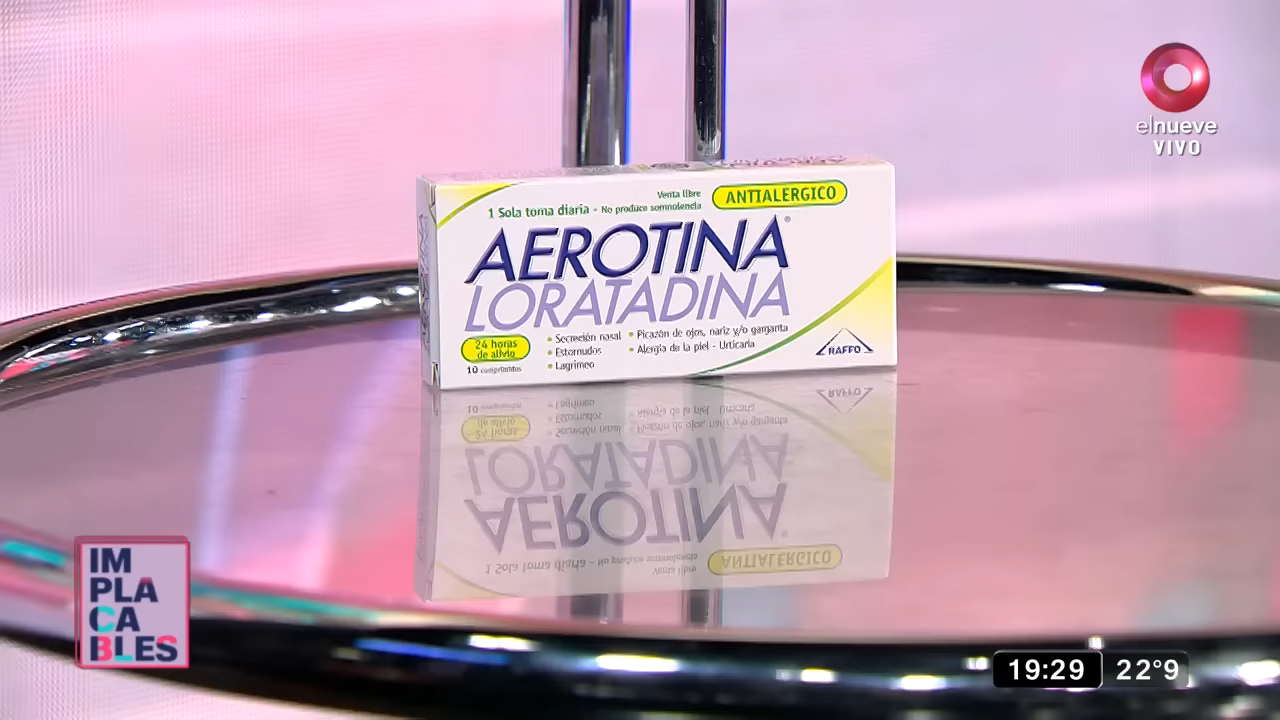 elnueve
VIVO
Venta libre
ANTIALERGICO
1 Sola toma diaria - No produce somnolencia
AEROTINA®
LORATADINA
24 horas
de alivio
10 comprimidos
• Secreción nasal
• Estornudos
• Lagrimeo
• Picazón de ojos, nariz y/o garganta
• Alergia de la piel - Urticaria
RAFFO
IM
PLA
CA
BLES
19:29 22°9